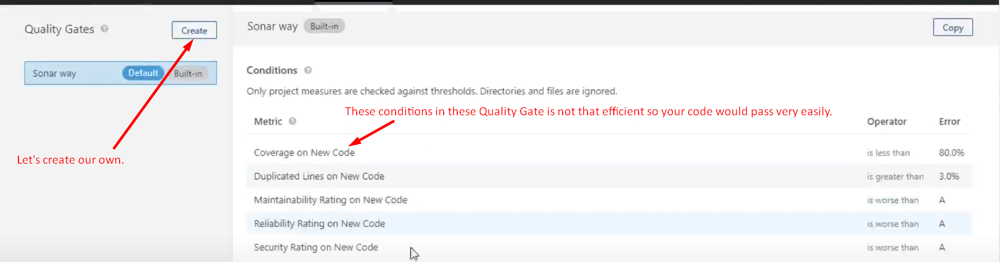 Quality Gates
Create
Sonar way Default Built-in
Let's create our own.
Sonar way Built-in
Copy
Conditions
Only project measures are checked against thresholds. Directories and files are ignored.
These conditions in these Quality Gate is not that efficient so your code would pass very easily.
Metric Operator Error
Coverage on New Code is less than 80.0%
Duplicated Lines on New Code is greater than 3.0%
Maintainability Rating on New Code is worse than A
Reliability Rating on New Code is worse than A
Security Rating on New Code is worse than A